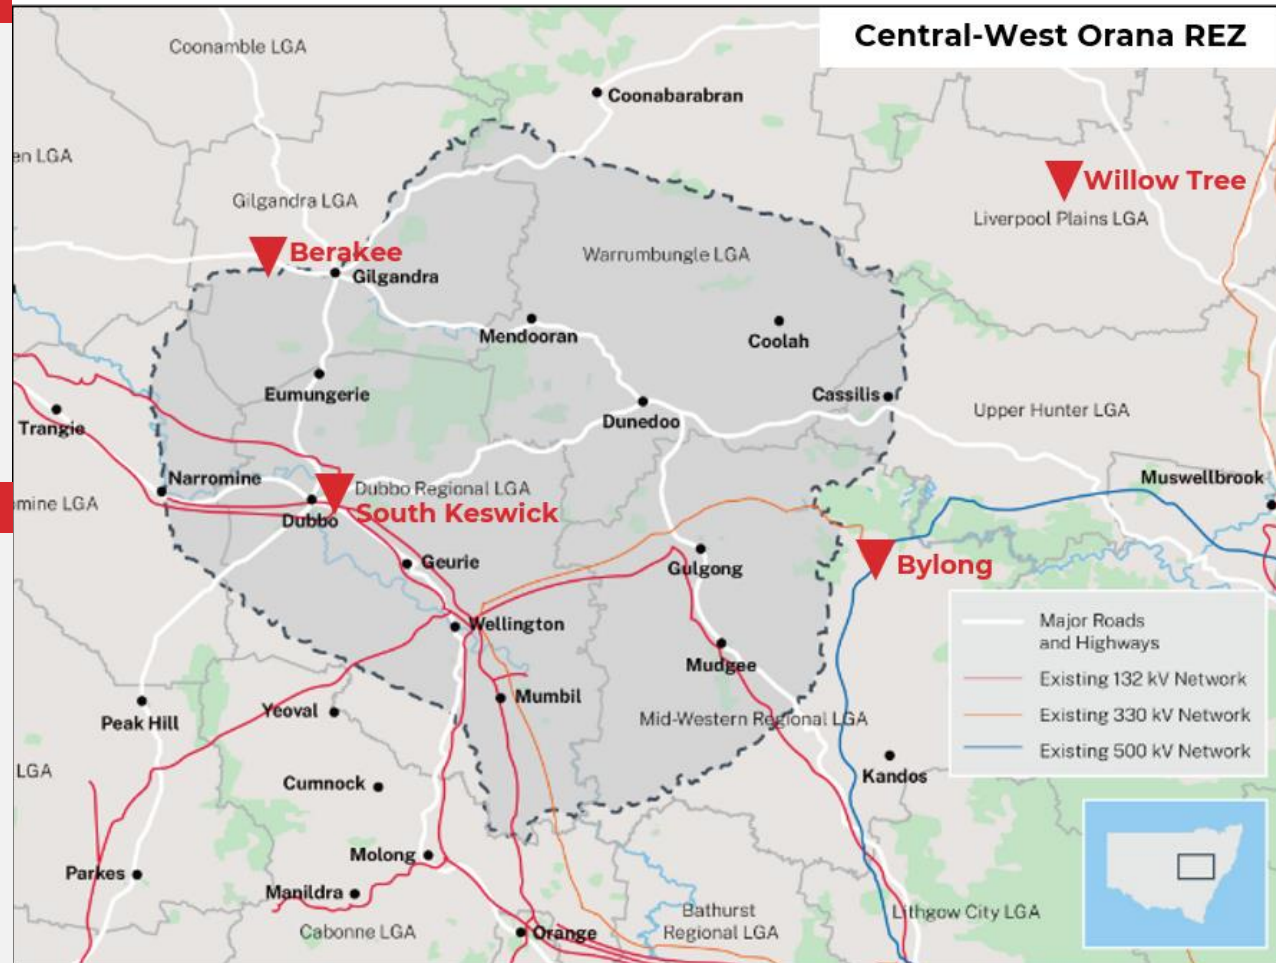 Central-West Orana REZ
Coonamble LGA
Coonabarabran
en LGA
Willow Tree
Gilgandra LGA
Liverpool Plains LGA
Berakee
Warrumbungle LGA
Gilgandra
Mendooran
Coolah
Eumungerie
Cassilis
Upper Hunter LGA
Trangie
Dunedoo
Narromine
Muswellbrook
Dubbo Regional LGA
mine LGA
South Keswick
Dubbo
Geurie
Gulgong
Bylong
Wellington
Major Roads
and Highways
Mudgee
Existing 132 kV Network
Mumbil
Yeoval
Existing 330 kV Network
Peak Hill
Mid-Western Regional LGA
Existing 500 kV Network
LGA
Kandos
Cumnock
Molong
Parkes
Manildra
Bathurst
Regional LGA
Lithgow City LGA
Cabonne LGA
Orange